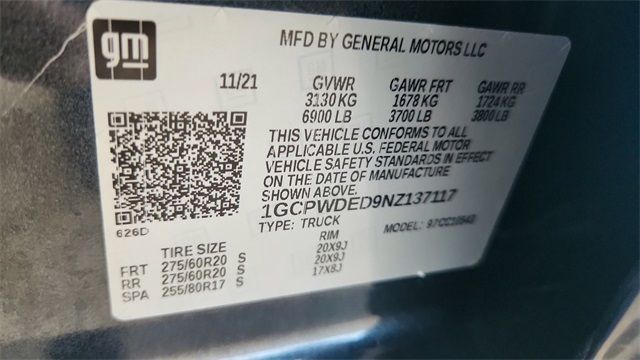 gm
MFD BY GENERAL MOTORS LLC
11/21 GVWR GAWR FRT GAWR RR
3130 KG 1678 KG 1724 KG
6900 LB 3700 LB 3800 LB
THIS VEHICLE CONFORMS TO ALL
APPLICABLE U.S. FEDERAL MOTOR
VEHICLE SAFETY STANDARDS IN EFFECT
ON THE DATE OF MANUFACTURE
SHOWN ABOVE.
1GCPWDED9NZ137117
626D
TYPE: TRUCK MODEL:
TIRE SIZE RIM
FRT 275/60R20 S 20X9J
RR 275/60R20 S 20X9J
SPA 255/80R17 S 17X8J